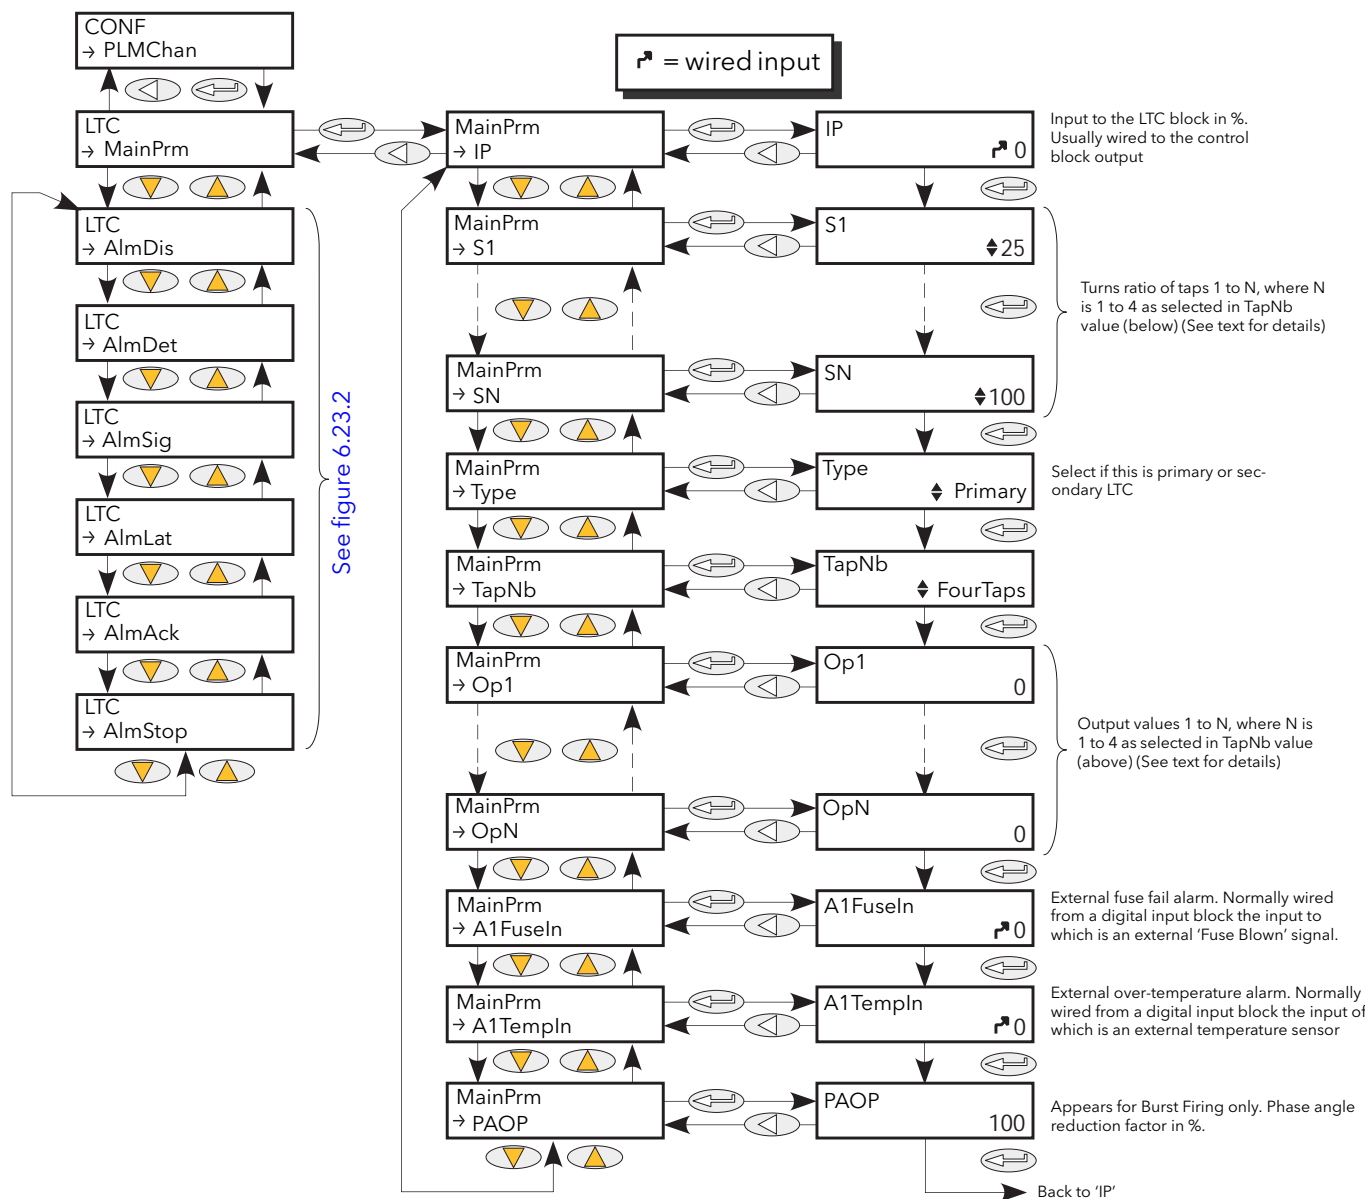 CONF
→ PLMChan
= wired input
LTC
→ MainPrm
LTC
→ AlmDis
LTC
→ AlmDet
LTC
→ AlmSig
LTC
→ AlmLat
LTC
→ AlmAck
LTC
→ AlmStop
See figure 6.23.2
MainPrm
→ IP
MainPrm
→ S1
MainPrm
→ SN
MainPrm
→ Type
MainPrm
→ TapNb
MainPrm
→ Op1
MainPrm
→ OpN
MainPrm
→ A1FuseIn
MainPrm
→ A1TempIn
MainPrm
→ PAOP
IP
0
Input to the LTC block in %.
Usually wired to the control
block output
S1
25
SN
100
Turns ratio of taps 1 to N, where N
is 1 to 4 as selected in TapNb
value (below) (See text for details)
Type
Primary
Select if this is primary or sec-
ondary LTC
TapNb
FourTaps
Op1
0
OpN
0
Output values 1 to N, where N is
1 to 4 as selected in TapNb value
(above) (See text for details)
A1FuseIn
0
External fuse fail alarm. Normally wired
from a digital input block the input to
which is an external ‘Fuse Blown’ signal.
A1TempIn
0
External over-temperature alarm. Normally
wired from a digital input block the input of
which is an external temperature sensor
PAOP
100
Appears for Burst Firing only. Phase angle
reduction factor in %.
Back to ‘IP’